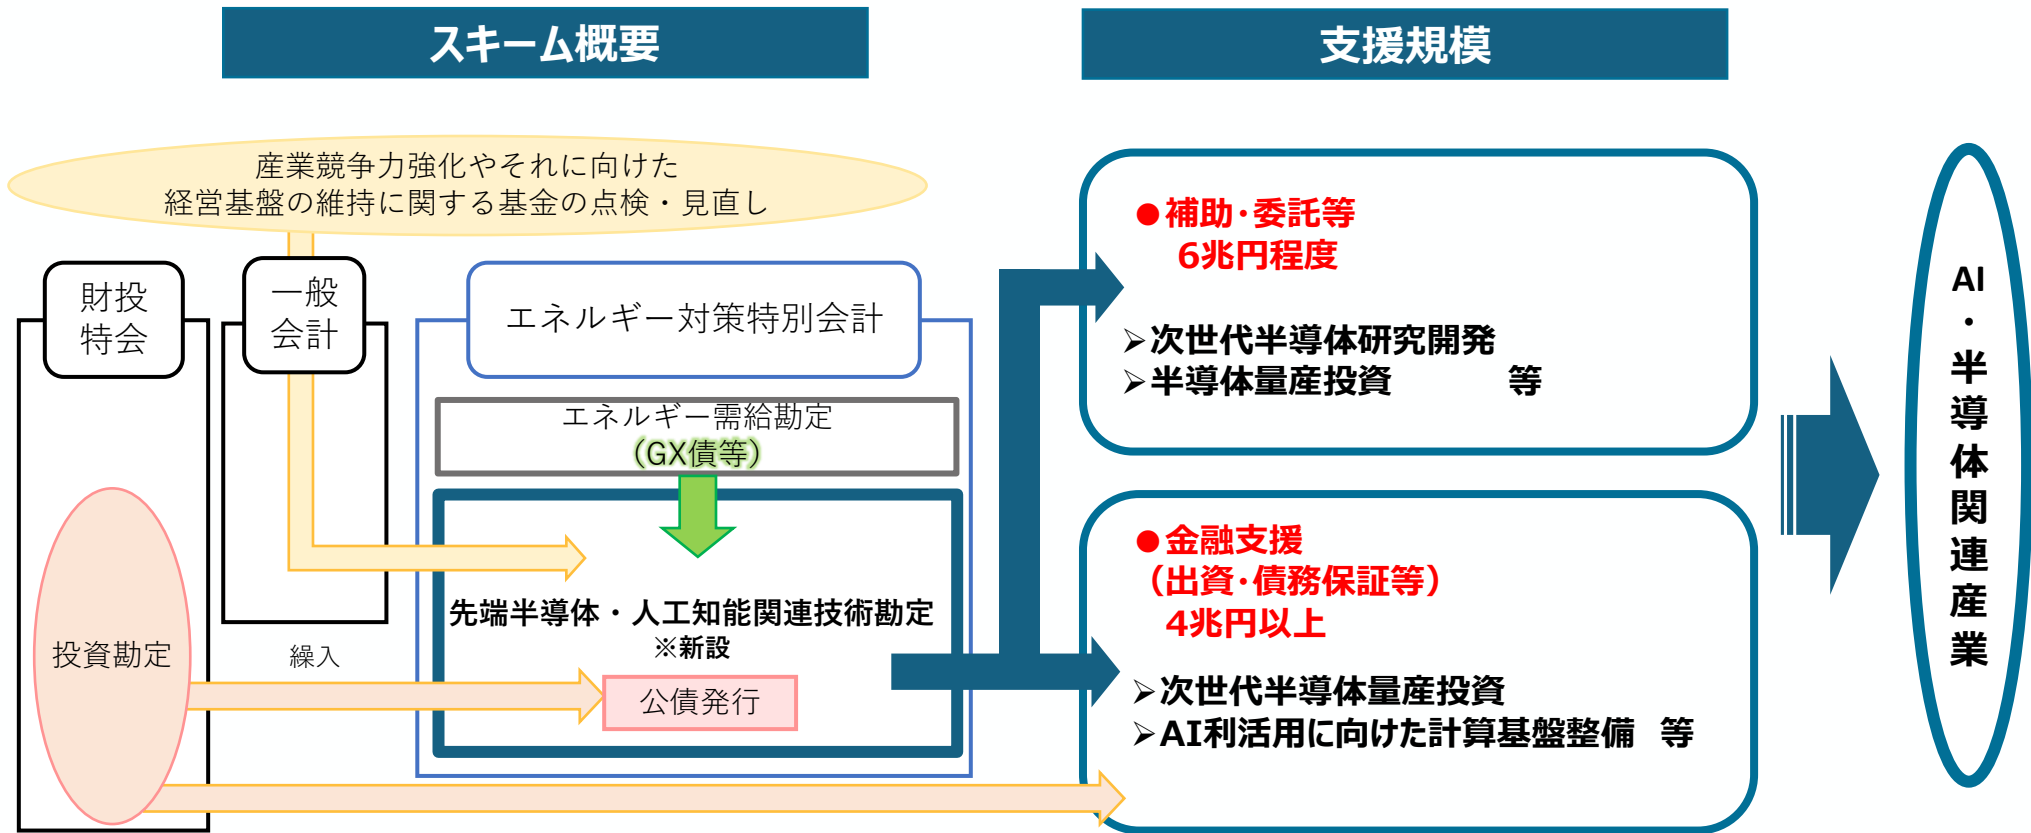 スキーム概要
産業競争力強化やそれに向けた
経営基盤の維持に関する基金の点検・見直し
財投
特会
一般
会計
エネルギー対策特別会計
エネルギー需給勘定
（GX債等）
先端半導体・人工知能関連技術勘定
※新設
投資勘定
繰入
公債発行
支援規模
●補助・委託等
6兆円程度
➢次世代半導体研究開発
➢半導体量産投資 等
●金融支援
（出資・債務保証等）
4兆円以上
➢次世代半導体量産投資
➢AI利活用に向けた計算基盤整備 等
AI・半導体関連産業